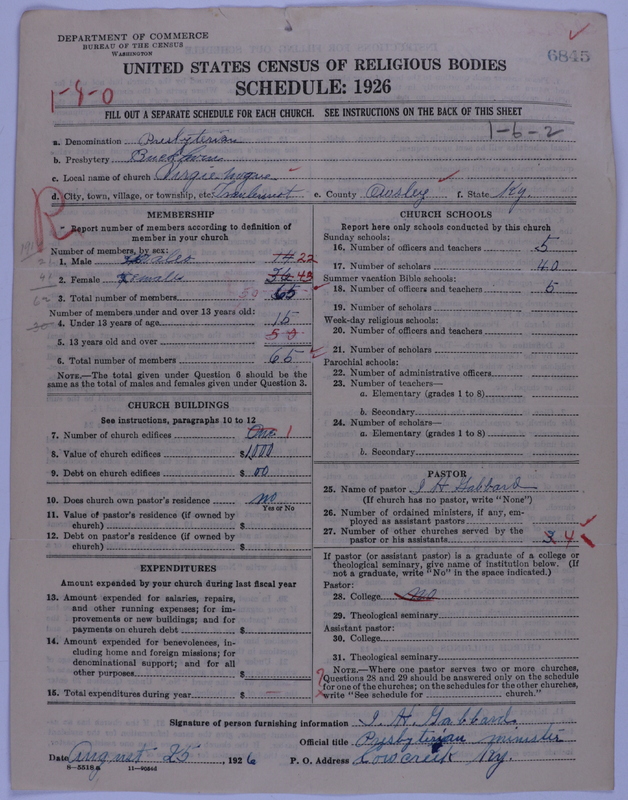 DEPARTMENT OF COMMERCE
BUREAU OF THE CENSUS
WASHINGTON
6845
UNITED STATES CENSUS OF RELIGIOUS BODIES
SCHEDULE: 1926
1-9-0
FILL OUT A SEPARATE SCHEDULE FOR EACH CHURCH. SEE INSTRUCTIONS ON THE BACK OF THIS SHEET
1-6-2
a. Denomination Presbyterian
b. Presbytery Buckhorn
c. Local name of church
d. City, town, village, or township, etc. e. County Owsley f. State Ky.
R
MEMBERSHIP
Report number of members according to definition of
member in your church
Number of members, by sex:
1. Male 22
2. Female 43
3. Total number of members 65
Number of members under and over 13 years old:
4. Under 13 years of age 15
5. 13 years old and over 50
6. Total number of members 65
NOTE.—The total given under Question 6 should be
same as the total of males and females given under Question 3.
CHURCH BUILDINGS
See instructions, paragraphs 10 to 12
7. Number of church edifices One 1
8. Value of church edifices $1000
9. Debt on church edifices $00
10. Does church own pastor's residence no
Yes or No
11. Value of pastor's residence (if owned by
church) $
12. Debt on pastor's residence (if owned by
church) $
EXPENDITURES
Amount expended by your church during last fiscal year
13. Amount expended for salaries, repairs,
and other running expenses; for im-
provements or new buildings; and for
payments on church debt $
14. Amount expended for benevolences, in-
cluding home and foreign missions; for
denominational support; and for all
other purposes $
15. Total expenditures during year $
CHURCH SCHOOLS
Report here only schools conducted by this church
Sunday schools:
16. Number of officers and teachers 5
17. Number of scholars 40
Summer vacation Bible schools:
18. Number of officers and teachers 5
19. Number of scholars
Week-day religious schools:
20. Number of officers and teachers
21. Number of scholars
Parochial schools:
22. Number of administrative officers
23. Number of teachers—
a. Elementary (grades 1 to 8)
b. Secondary
24. Number of scholars—
a. Elementary (grades 1 to 8)
b. Secondary
PASTOR
25. Name of pastor I H Gabbard
(If church has no pastor, write "None")
26. Number of ordained ministers, if any, em-
ployed as assistant pastors
27. Number of other churches served by the
pastor or his assistants 3 4
If pastor (or assistant pastor) is a graduate of a college or
theological seminary, give name of institution below. (If
not a graduate, write "No" in the space indicated.)
Pastor:
28. College no
29. Theological seminary
Assistant pastor:
30. College
31. Theological seminary
NOTE.—Where one pastor serves two or more churches,
Questions 28 and 29 should be answered only on the schedule
for one of the churches; on the schedules for the other churches,
write "See schedule for church."
Signature of person furnishing information I. H. Gabbard
Official title Presbyterian minister
Date August 25, 1926 P. O. Address Cowcreek Ky.
8—5518a 11—9064d